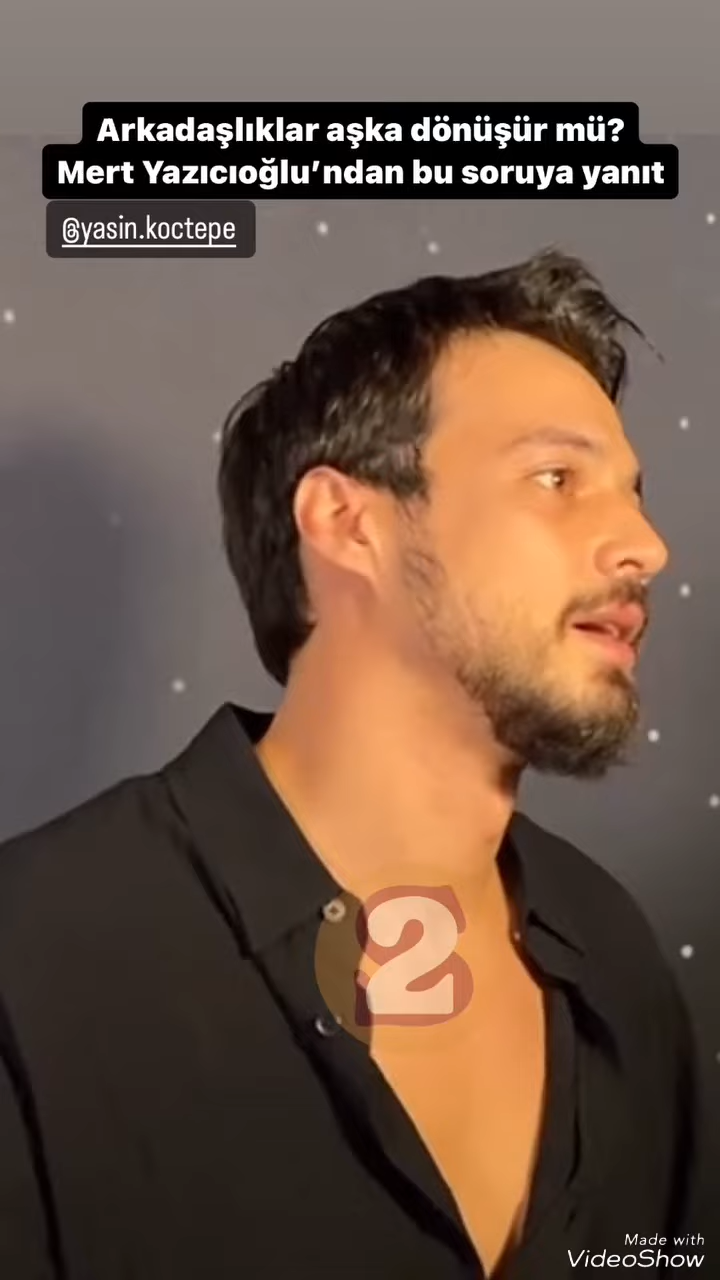 Arkadaşlıklar aşka dönüşür mü?
Mert Yazıcıoğlu’ndan bu soruya yanıt
@yasin.koctepe
2
Made with
VideoShow